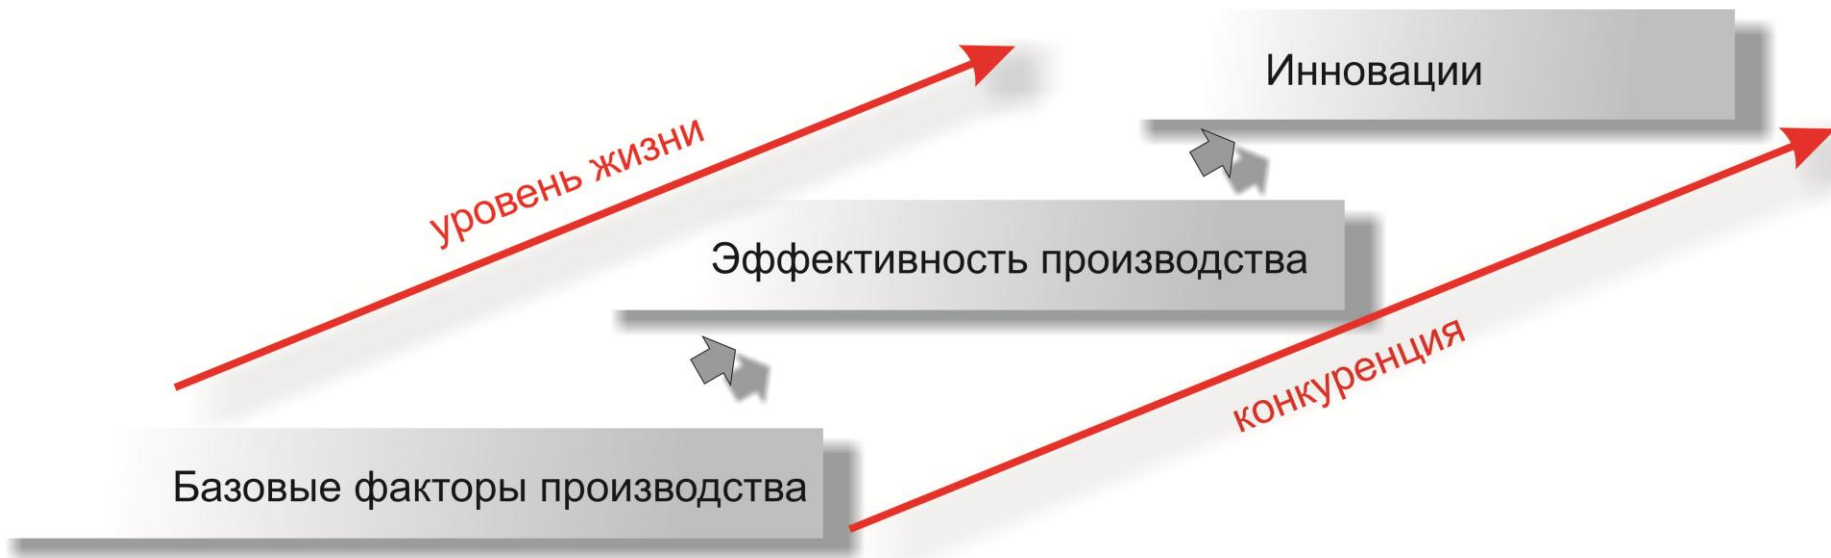 Инновации
уровень жизни
Эффективность производства
конкуренция
Базовые факторы производства